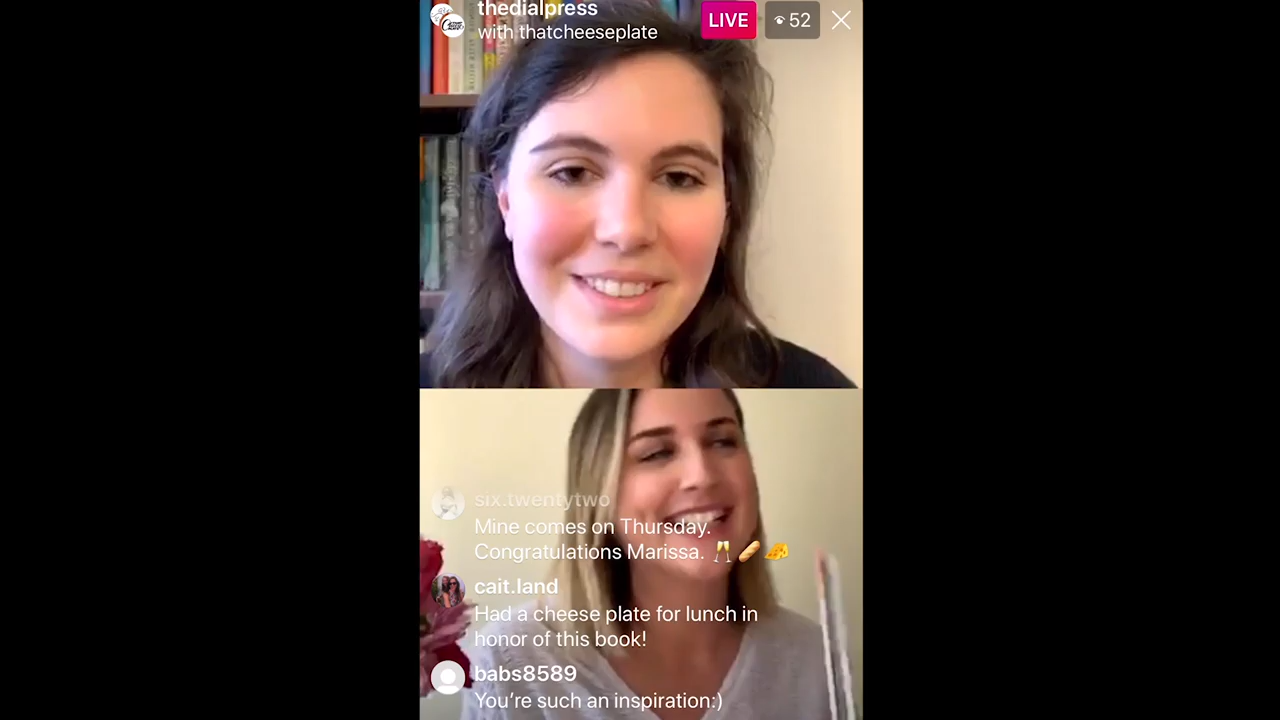 thedialpress
with thatcheeseplate
LIVE
52
six.twentytwo
Mine comes on Thursday.
Congratulations Marissa. 🥂 🥖 🧀
cait.land
Had a cheese plate for lunch in
honor of this book!
babs8589
You’re such an inspiration:)